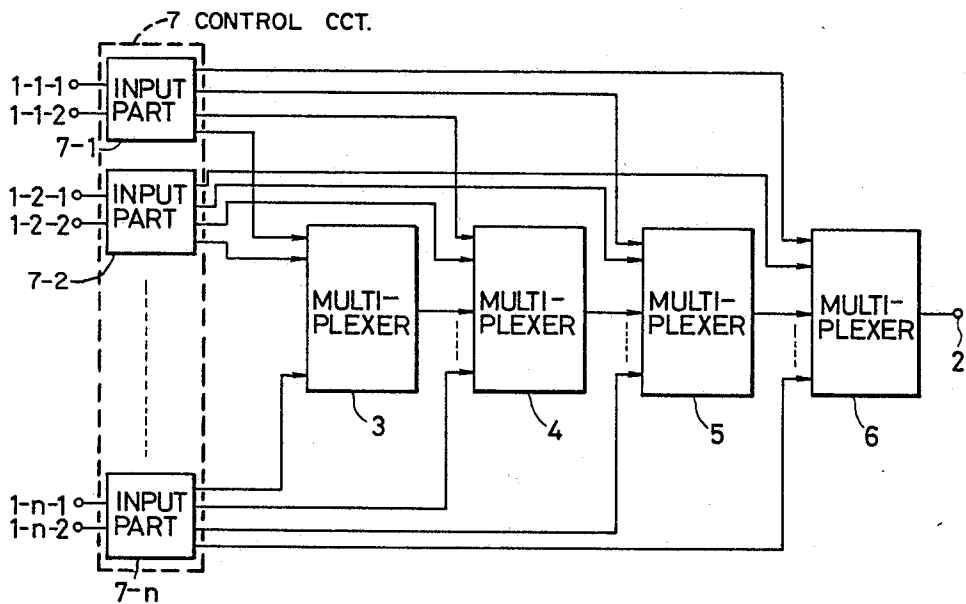 7 CONTROL CCT.
1-1-1
1-1-2
INPUT
PART
7-1
1-2-1
1-2-2
INPUT
PART
7-2
MULTI-
PLEXER
3
MULTI-
PLEXER
4
MULTI-
PLEXER
5
MULTI-
PLEXER
6
2
1-n-1
1-n-2
INPUT
PART
7-n